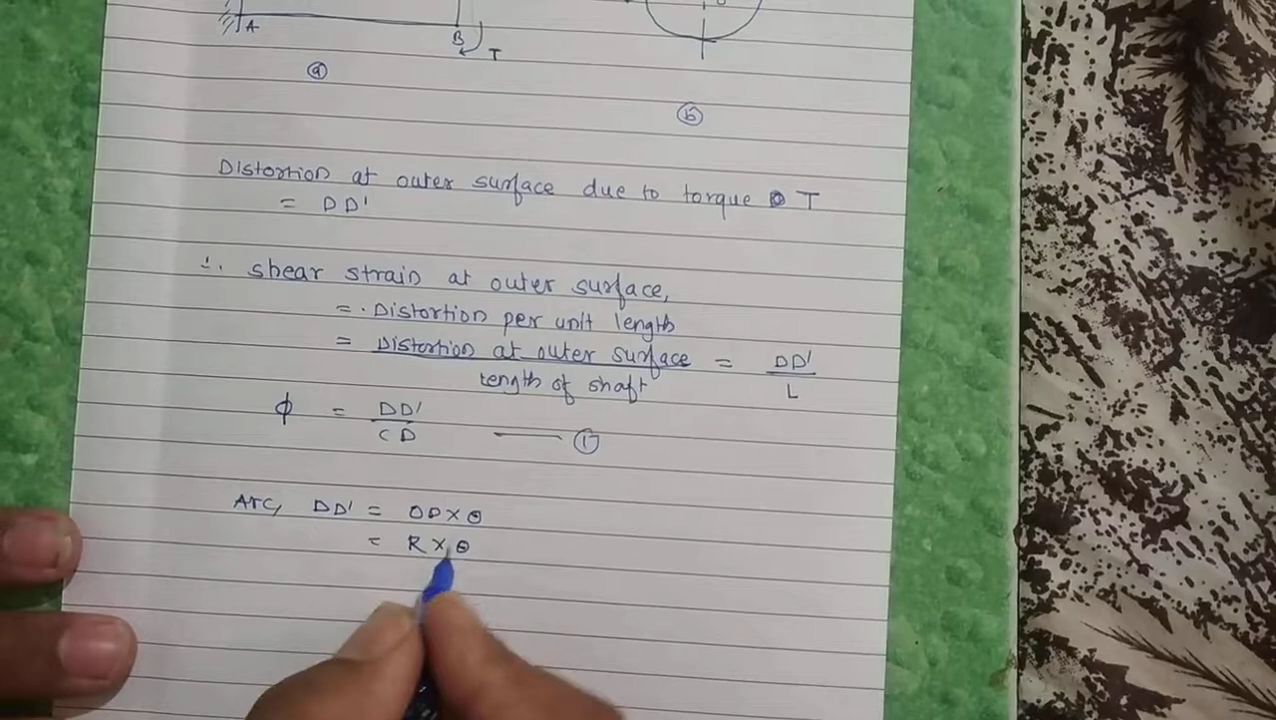 A
B
T
ⓐ
ⓑ
Distortion at outer surface due to torque T
= DD'
∴ Shear strain at outer surface,
= Distortion per unit length
= Distortion at outer surface / Length of shaft = DD' / L
ϕ = DD' / CD —— ①
Arc, DD' = OD × θ
= R × θ